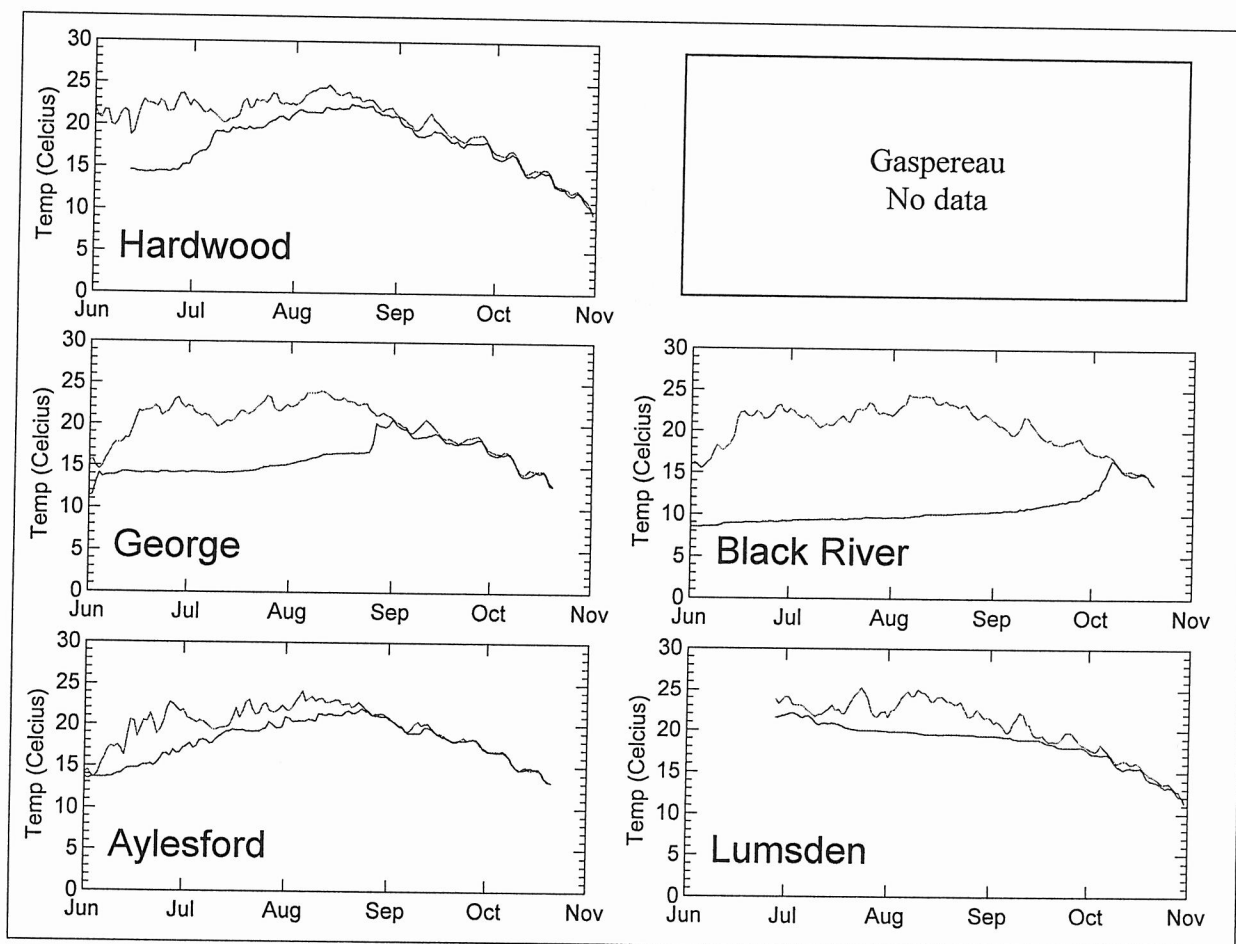 30
25
20
15
10
5
0
Temp (Celcius)
Hardwood
Jun Jul Aug Sep Oct Nov
Gaspereau
No data
30
25
20
15
10
5
0
Temp (Celcius)
George
Jun Jul Aug Sep Oct Nov
30
25
20
15
10
5
0
Temp (Celcius)
Black River
Jun Jul Aug Sep Oct Nov
30
25
20
15
10
5
0
Temp (Celcius)
Aylesford
Jun Jul Aug Sep Oct Nov
30
25
20
15
10
5
0
Temp (Celcius)
Lumsden
Jun Jul Aug Sep Oct Nov